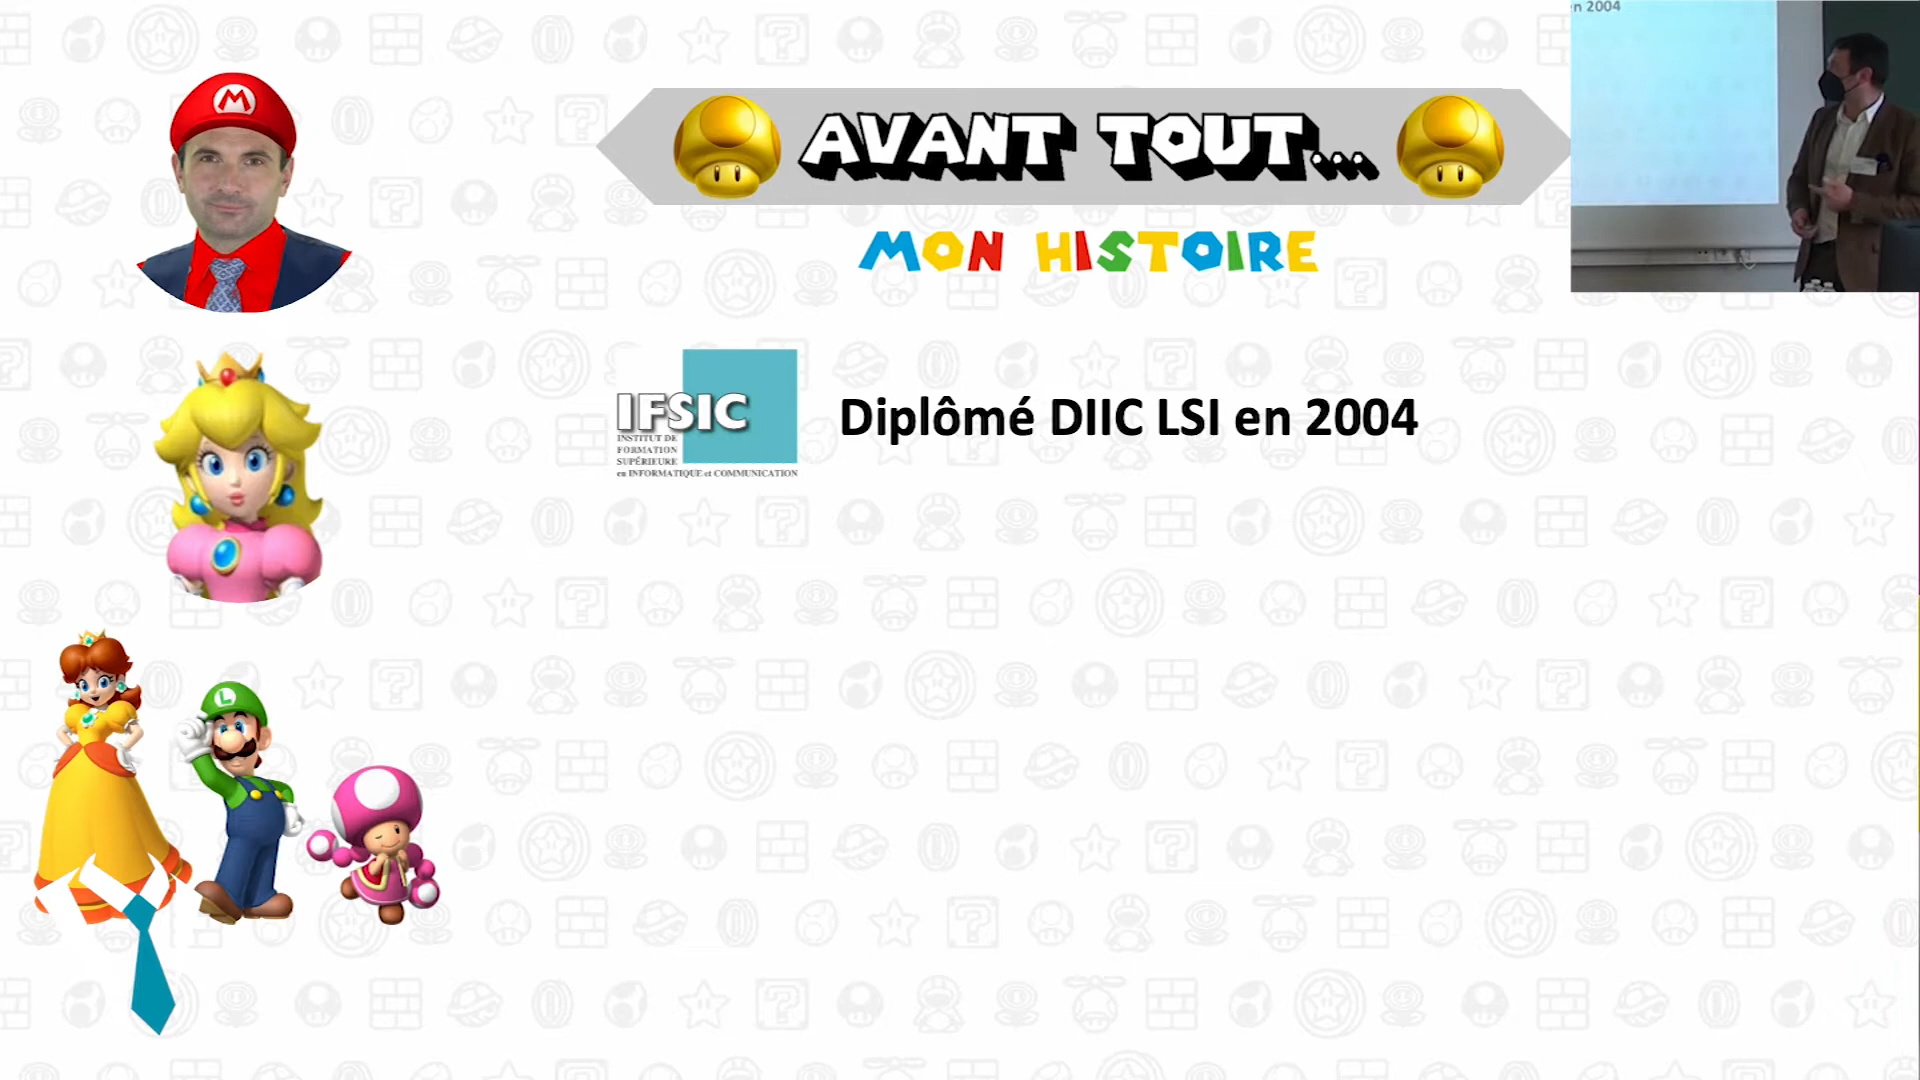 M
AVANT TOUT...
MON HISTOIRE
IFSIC
INSTITUT DE
FORMATION
SUPÉRIEURE
en INFORMATIQUE et COMMUNICATION
Diplômé DIIC LSI en 2004
L
en 2004